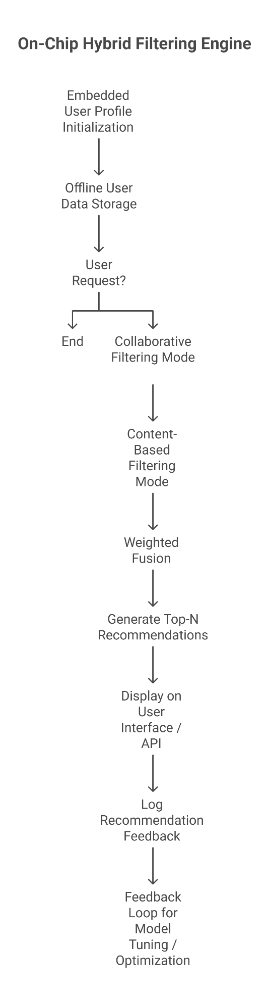 On-Chip Hybrid Filtering Engine
Embedded
User Profile
Initialization
Offline User
Data Storage
User
Request?
End
Collaborative
Filtering Mode
Content-
Based
Filtering
Mode
Weighted
Fusion
Generate Top-N
Recommendations
Display on
User
Interface /
API
Log
Recommendation
Feedback
Feedback
Loop for
Model
Tuning /
Optimization